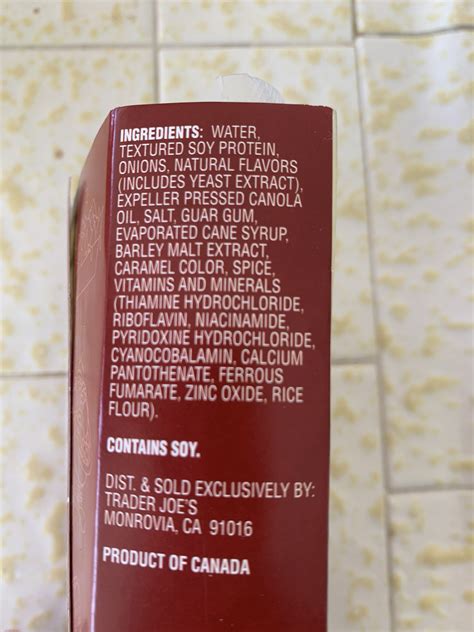 INGREDIENTS: WATER,
TEXTURED SOY PROTEIN,
ONIONS, NATURAL FLAVORS
(INCLUDES YEAST EXTRACT),
EXPELLER PRESSED CANOLA
OIL, SALT, GUAR GUM,
EVAPORATED CANE SYRUP,
BARLEY MALT EXTRACT,
CARAMEL COLOR, SPICE,
VITAMINS AND MINERALS
(THIAMINE HYDROCHLORIDE,
RIBOFLAVIN, NIACINAMIDE,
PYRIDOXINE HYDROCHLORIDE,
CYANOCOBALAMIN, CALCIUM
PANTOTHENATE, FERROUS
FUMARATE, ZINC OXIDE, RICE
FLOUR).
CONTAINS SOY.
DIST. & SOLD EXCLUSIVELY BY:
TRADER JOE'S
MONROVIA, CA 91016
PRODUCT OF CANADA